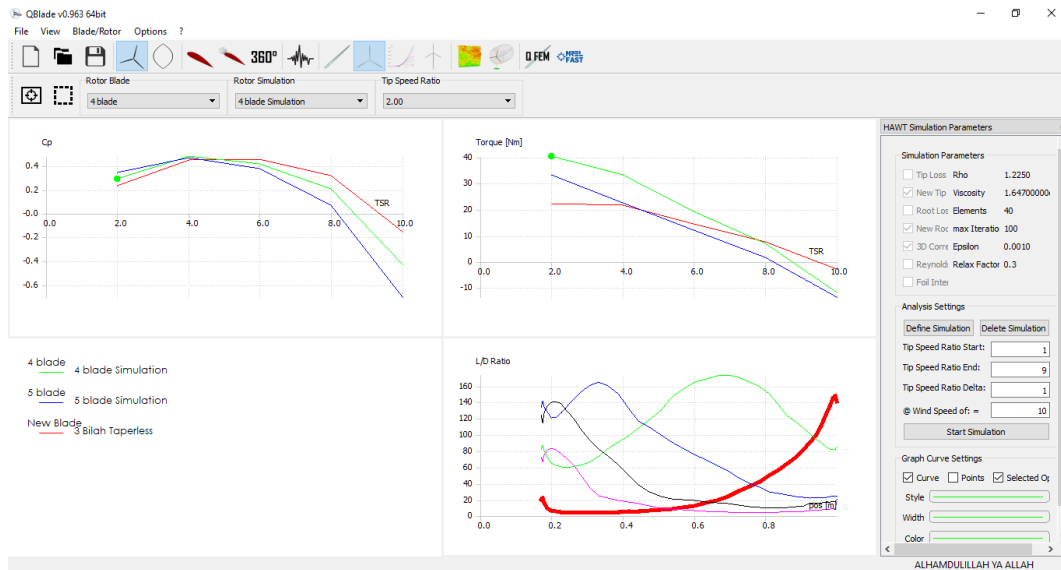 QBlade v0.963 64bit
File View Blade/Rotor Options ?
360° Q FEM NREL FAST
Rotor Blade Rotor Simulation Tip Speed Ratio
4 blade 4 blade Simulation 2.00
HAWT Simulation Parameters
Cp
0.4
0.2
-0.0
-0.2
-0.4
-0.6
0.0 2.0 4.0 6.0 8.0 10.0
TSR
Torque [Nm]
40
30
20
10
0
-10
0.0 2.0 4.0 6.0 8.0 10.0
TSR
4 blade
4 blade Simulation
5 blade
5 blade Simulation
New Blade
3 Bilah Taperless
L/D Ratio
160
140
120
100
80
60
40
20
0
0.0 0.2 0.4 0.6 0.8
pos [m]
Simulation Parameters
Tip Loss Rho 1.2250
New Tip Viscosity 1.64700000
Root Los Elements 40
New Roo max Iteratio 100
3D Corre Epsilon 0.0010
Reynold: Relax Factor 0.3
Foil Inter
Analysis Settings
Define Simulation Delete Simulation
Tip Speed Ratio Start: 1
Tip Speed Ratio End: 9
Tip Speed Ratio Delta: 1
@ Wind Speed of: = 10
Start Simulation
Graph Curve Settings
Curve Points Selected Op
Style
Width
Color
ALHAMDULILLAH YA ALLAH